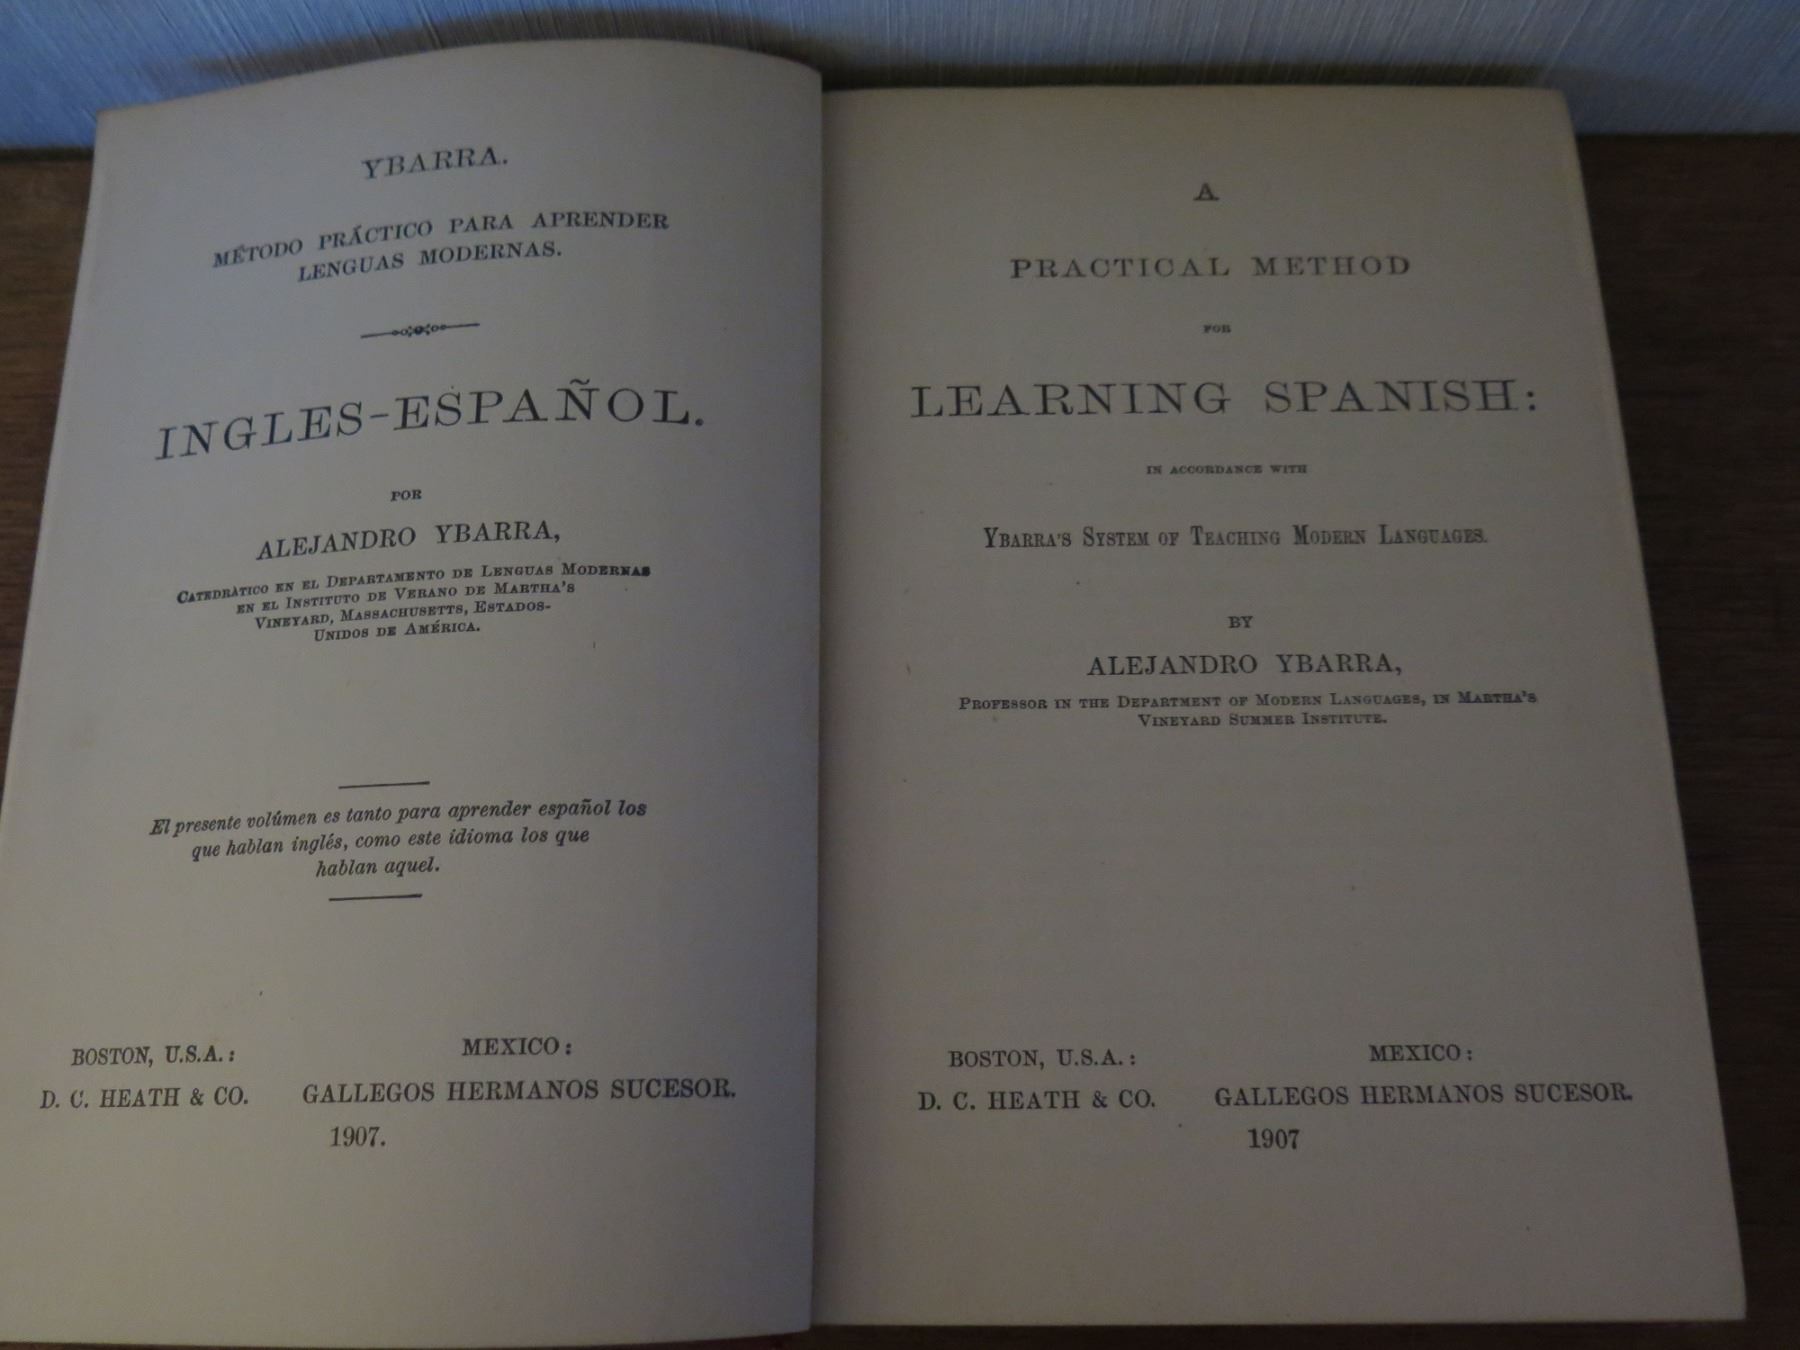 YBARRA.
MÉTODO PRÁCTICO PARA APRENDER
LENGUAS MODERNAS.
INGLES-ESPAÑOL.
POR
ALEJANDRO YBARRA,
CATEDRÀTICO EN EL DEPARTAMENTO DE LENGUAS MODERNAS
EN EL INSTITUTO DE VERANO DE MARTHA'S
VINEYARD, MASSACHUSETTS, ESTADOS-
UNIDOS DE AMÉRICA.
El presente volúmen es tanto para aprender español los
que hablan inglés, como este idioma los que
hablan aquel.
BOSTON, U.S.A.: MEXICO:
D. C. HEATH & CO. GALLEGOS HERMANOS SUCESOR.
1907.
A
PRACTICAL METHOD
FOR
LEARNING SPANISH:
IN ACCORDANCE WITH
YBARRA'S SYSTEM OF TEACHING MODERN LANGUAGES.
BY
ALEJANDRO YBARRA,
PROFESSOR IN THE DEPARTMENT OF MODERN LANGUAGES, IN MARTHA'S
VINEYARD SUMMER INSTITUTE.
BOSTON, U.S.A.: MEXICO:
D. C. HEATH & CO. GALLEGOS HERMANOS SUCESOR.
1907